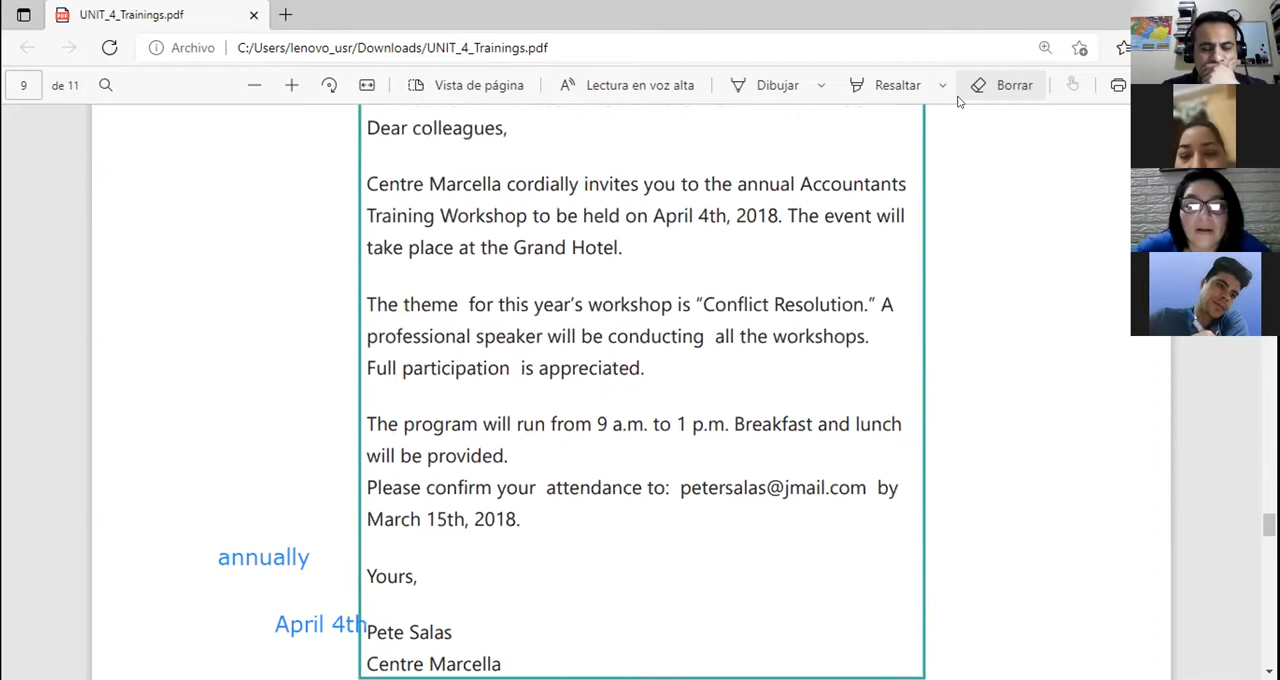 UNIT_4_Trainings.pdf
Archivo C:/Users/lenovo_usr/Downloads/UNIT_4_Trainings.pdf
9 de 11 Vista de página Lectura en voz alta Dibujar Resaltar Borrar
Dear colleagues,
Centre Marcella cordially invites you to the annual Accountants
Training Workshop to be held on April 4th, 2018. The event will
take place at the Grand Hotel.
The theme for this year’s workshop is “Conflict Resolution.” A
professional speaker will be conducting all the workshops.
Full participation is appreciated.
The program will run from 9 a.m. to 1 p.m. Breakfast and lunch
will be provided.
Please confirm your attendance to: petersalas@jmail.com by
March 15th, 2018.
annually
Yours,
April 4th
Pete Salas
Centre Marcella